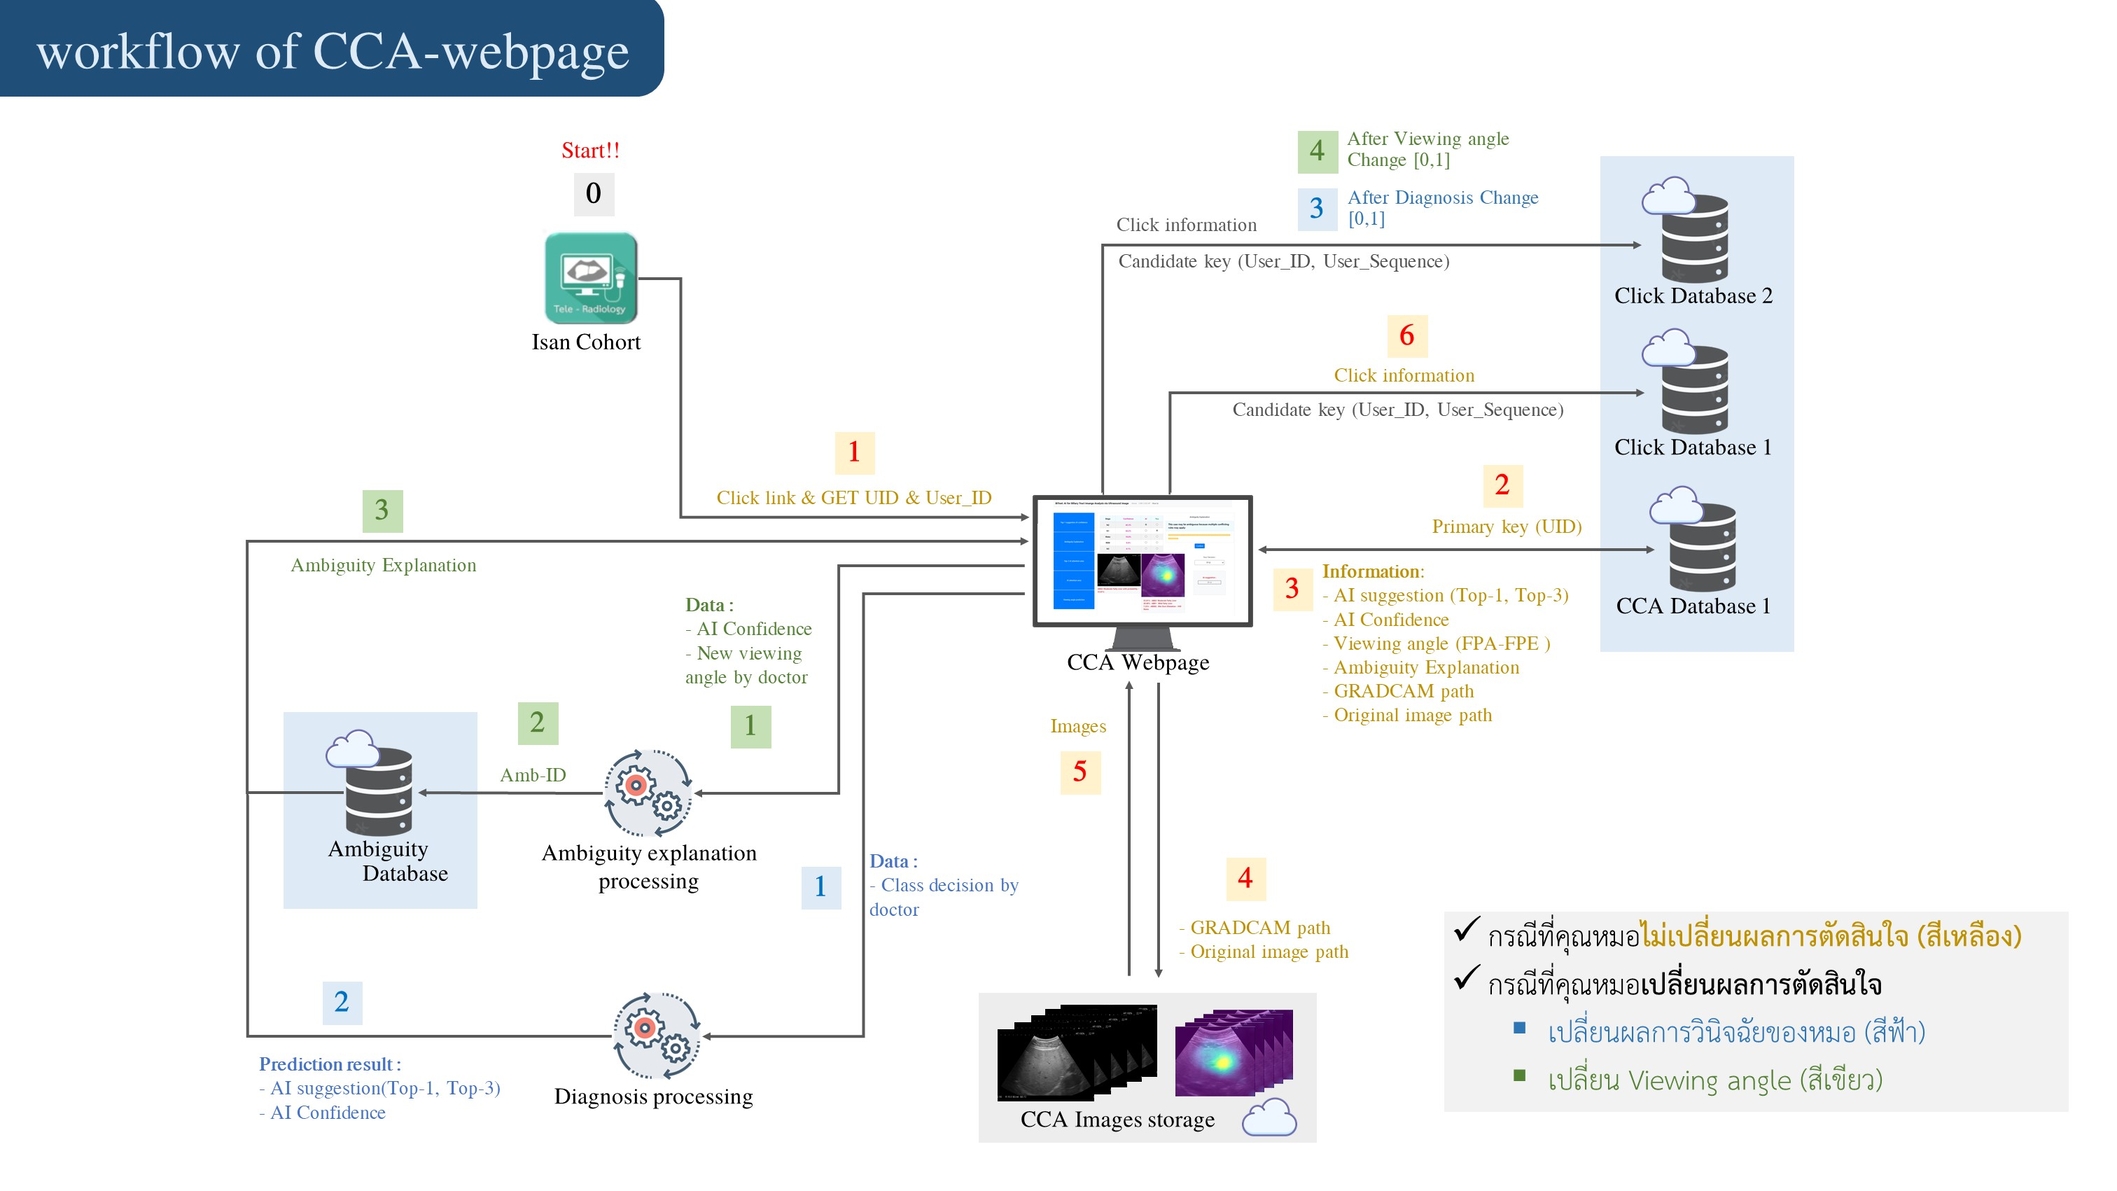 workflow of CCA-webpage
Start!!
0
Tele - Radiology
Isan Cohort
4
After Viewing angle
Change [0,1]
3
After Diagnosis Change
[0,1]
Click information
Candidate key (User_ID, User_Sequence)
Click Database 2
6
Click information
Candidate key (User_ID, User_Sequence)
Click Database 1
1
Click link & GET UID & User_ID
2
Primary key (UID)
CCA Database 1
3
Information:
- AI suggestion (Top-1, Top-3)
- AI Confidence
- Viewing angle (FPA-FPE )
- Ambiguity Explanation
- GRADCAM path
- Original image path
CCA Webpage
3
Ambiguity Explanation
Data :
- AI Confidence
- New viewing
angle by doctor
1
2
Amb-ID
Ambiguity
Database
Ambiguity explanation
processing
Images
5
1
Data :
- Class decision by
doctor
4
- GRADCAM path
- Original image path
2
Prediction result :
- AI suggestion(Top-1, Top-3)
- AI Confidence
Diagnosis processing
CCA Images storage
กรณีที่คุณหมอไม่เปลี่ยนผลการตัดสินใจ (สีเหลือง)
กรณีที่คุณหมอเปลี่ยนผลการตัดสินใจ
เปลี่ยนผลการวินิจฉัยของหมอ (สีฟ้า)
เปลี่ยน Viewing angle (สีเขียว)